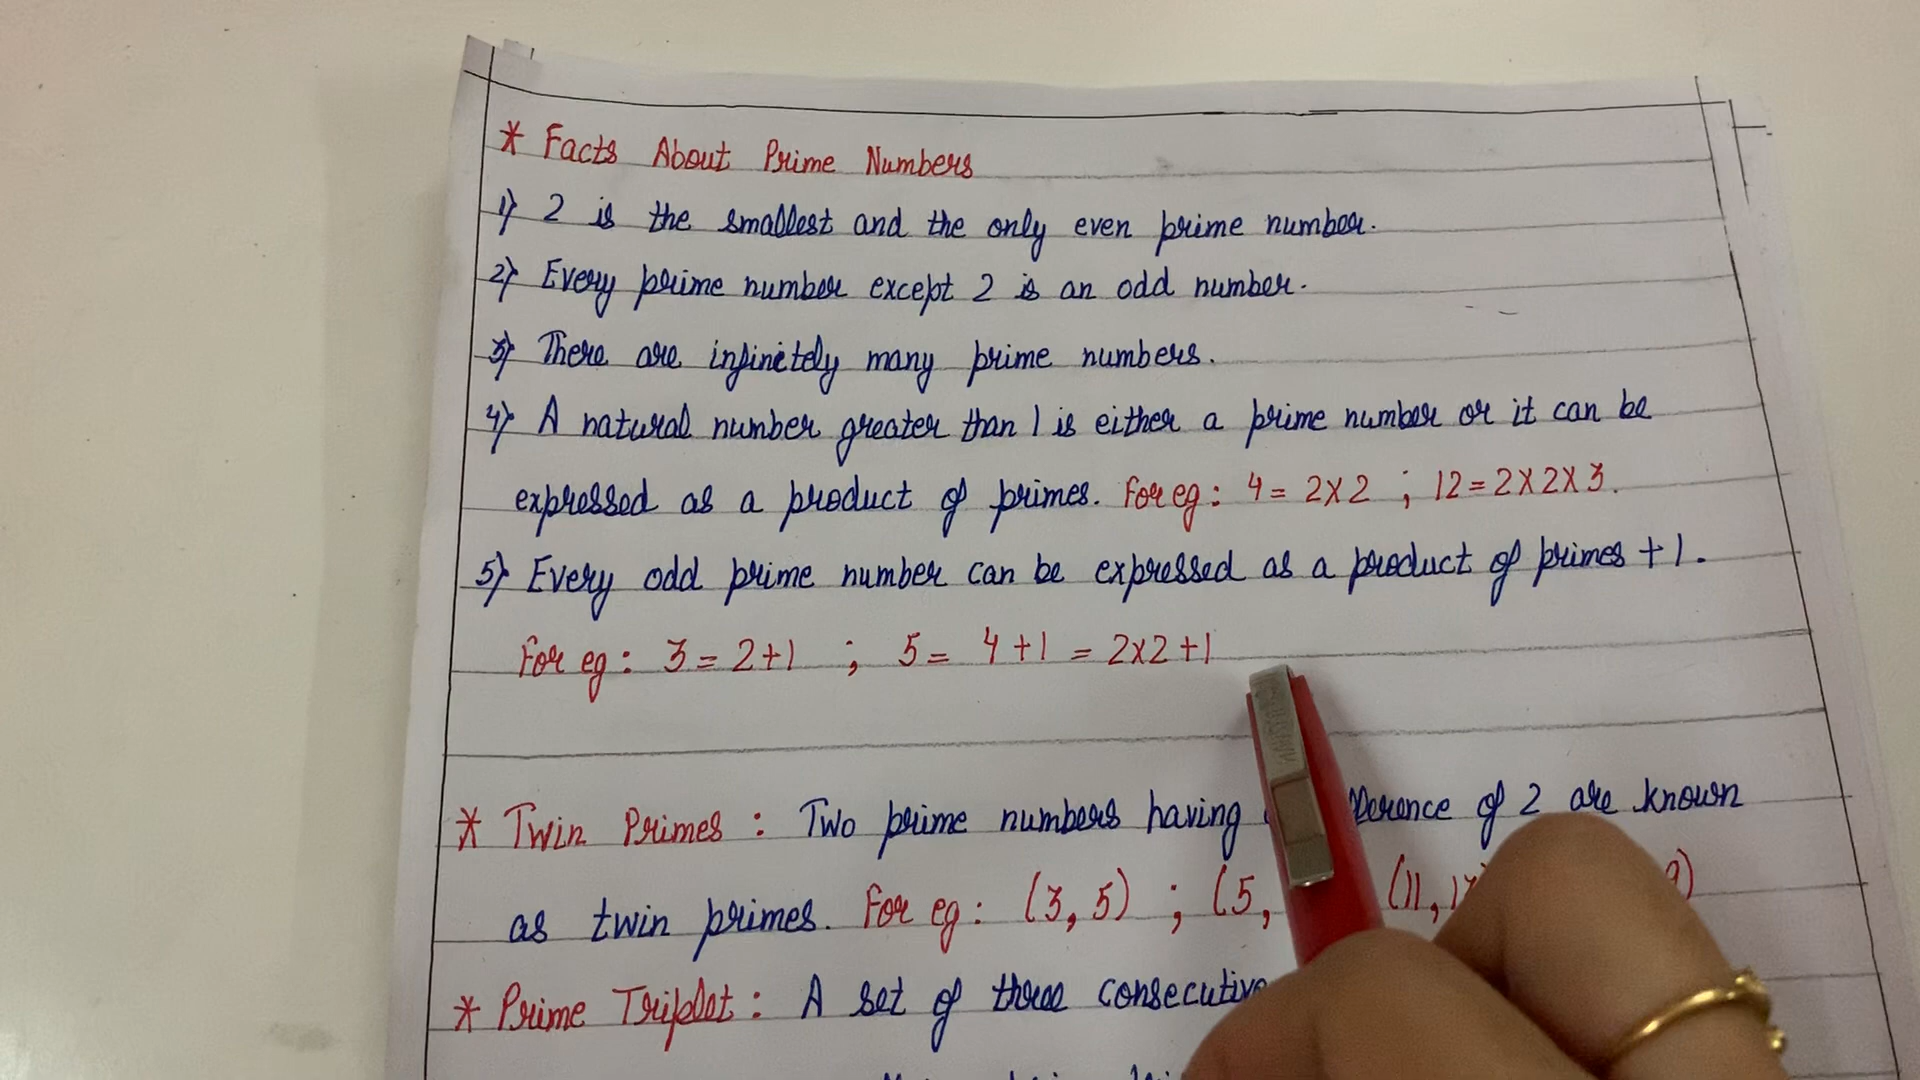 * Facts About Prime Numbers
1) 2 is the smallest and the only even prime number.
2) Every prime number except 2 is an odd number.
3) There are infinitely many prime numbers.
4) A natural number greater than 1 is either a prime number or it can be
expressed as a product of primes. For eg: 4 = 2x2 ; 12 = 2x2x3.
5) Every odd prime number can be expressed as a product of primes + 1.
For eg: 3 = 2+1 ; 5 = 4+1 = 2x2+1
* Twin Primes : Two prime numbers having of 2 are known
as twin primes. For eg: (3, 5) ; (5, (11,
* Prime Triplet : A set of three consecutive